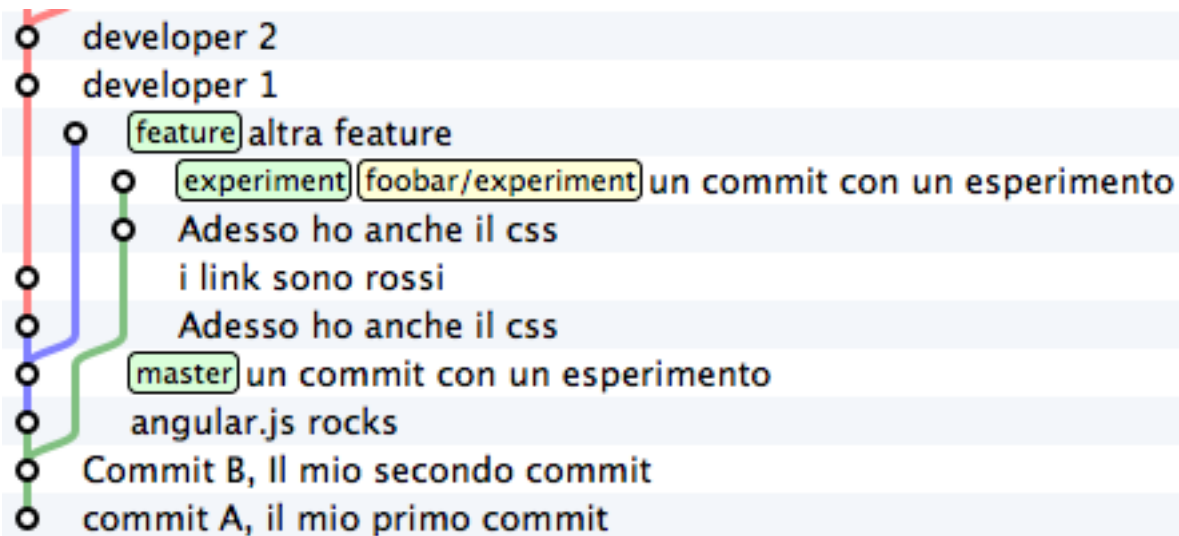 developer 2
developer 1
feature altra feature
experiment foobar/experiment un commit con un esperimento
Adesso ho anche il css
i link sono rossi
Adesso ho anche il css
master un commit con un esperimento
angular.js rocks
Commit B, Il mio secondo commit
commit A, il mio primo commit